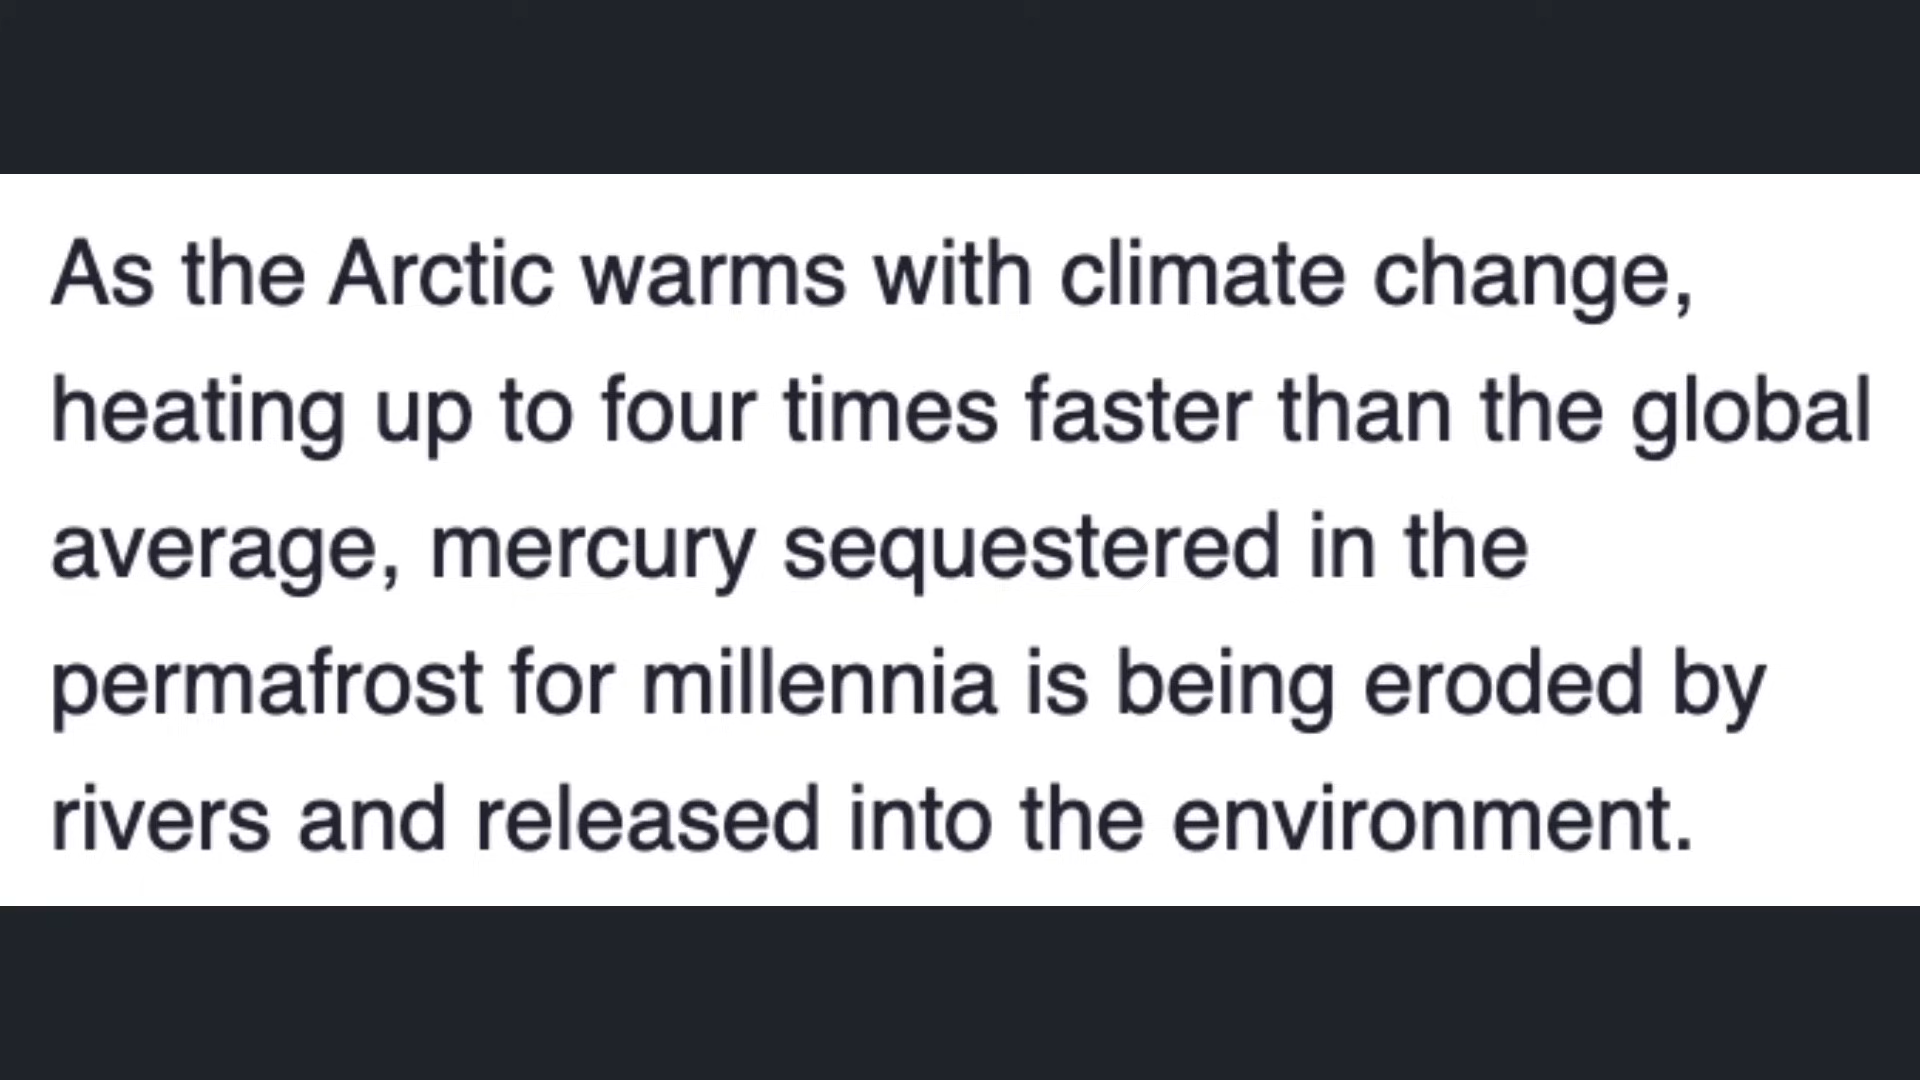 As the Arctic warms with climate change,
heating up to four times faster than the global
average, mercury sequestered in the
permafrost for millennia is being eroded by
rivers and released into the environment.